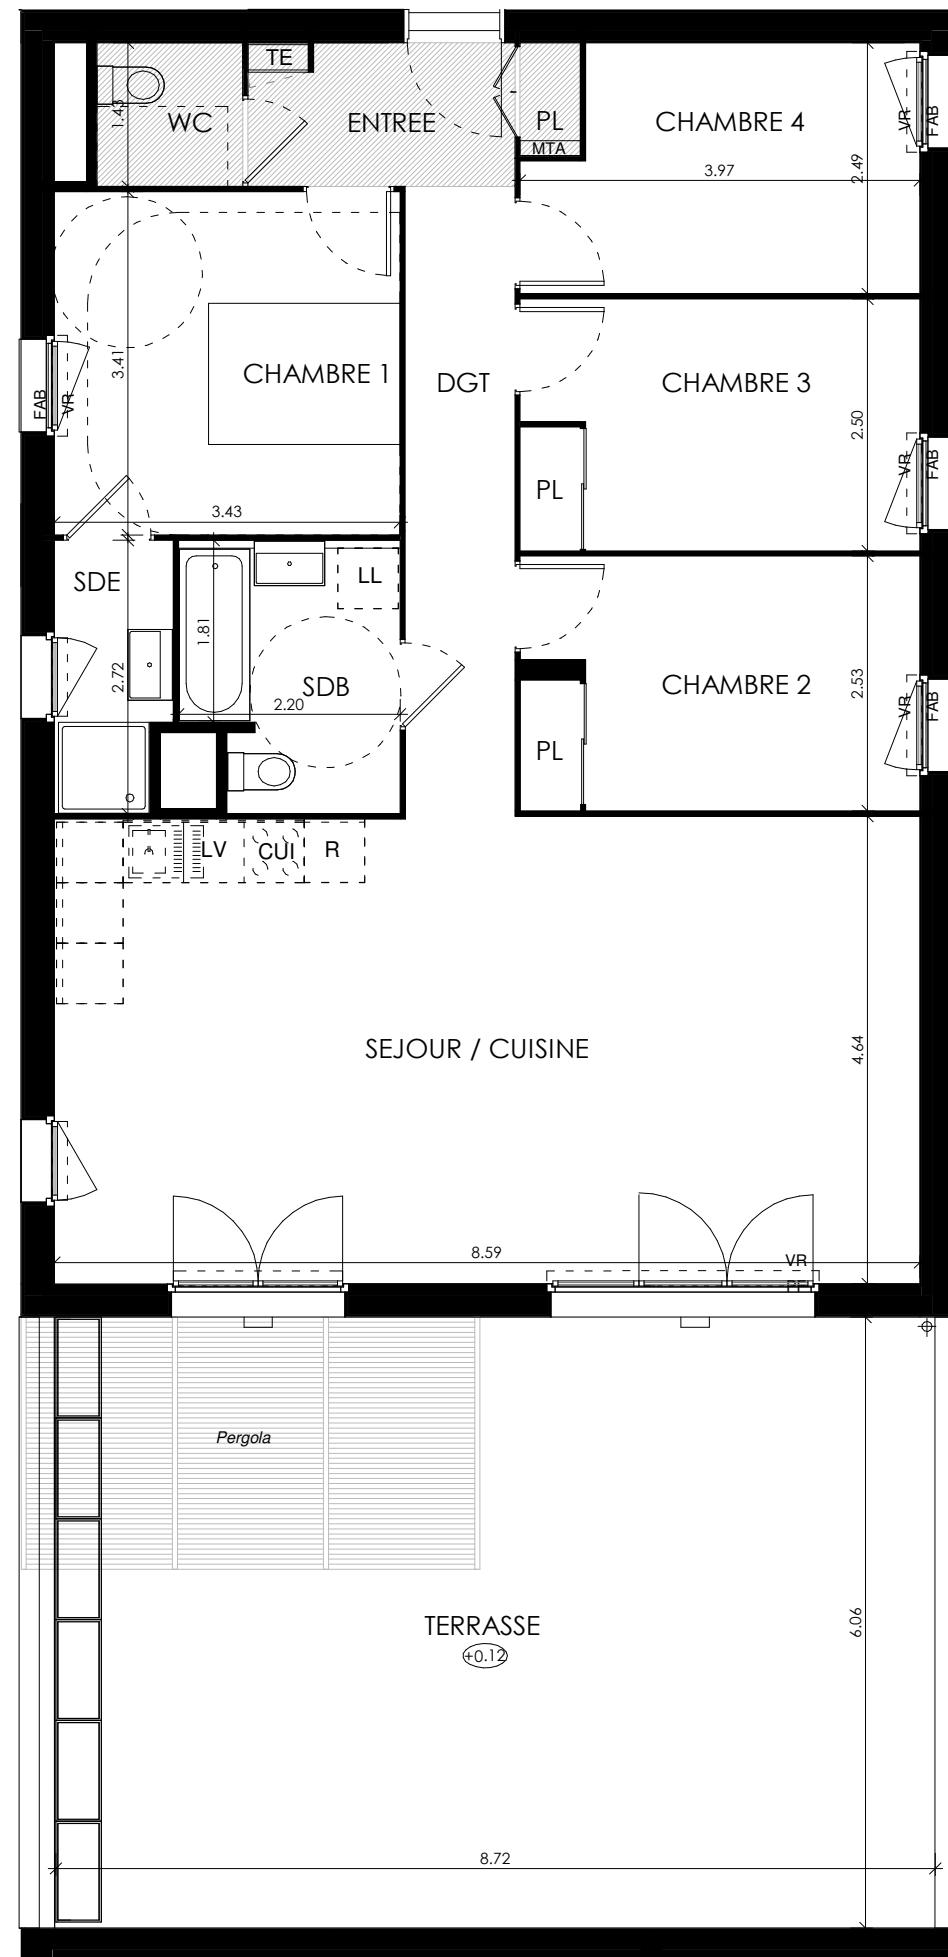 TE
WC
ENTREE
PL
MTA
CHAMBRE 4
VR
FAB
1.43
3.97
2.49
CHAMBRE 1
3.41
FAB
VR
3.43
DGT
CHAMBRE 3
2.50
VR
FAB
PL
SDE
LL
1.81
2.72
SDB
2.20
CHAMBRE 2
2.53
VR
FAB
PL
LV
CUI
R
SEJOUR / CUISINE
4.64
8.59
VR
Pergola
TERRASSE
+0.12
6.06
8.72